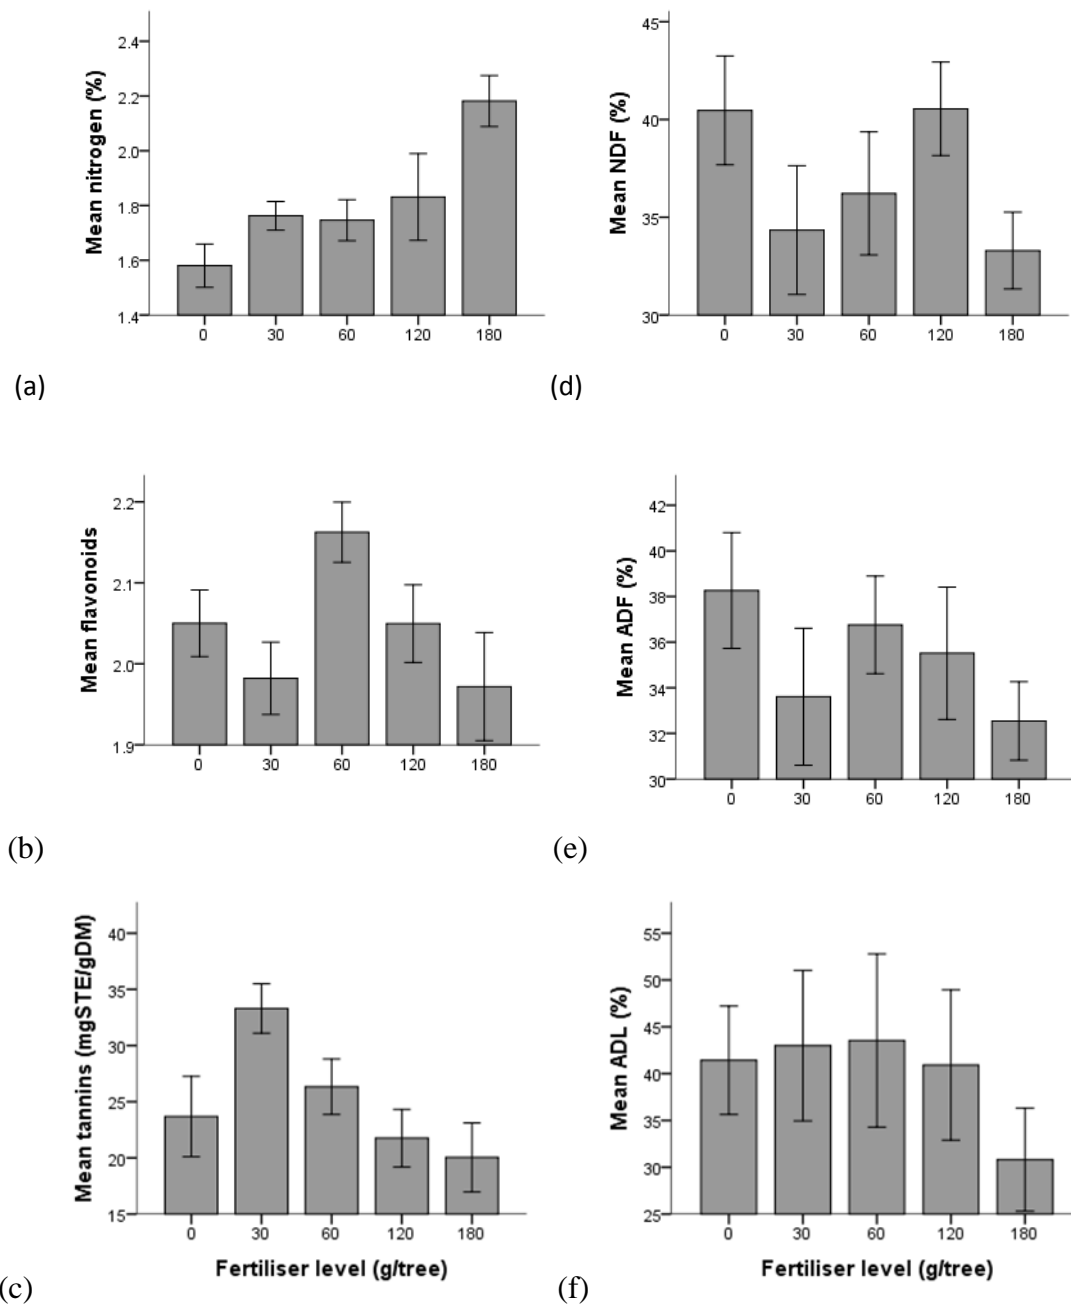 Mean nitrogen (%)
2.4
2.2
2.0
1.8
1.6
1.4
0 30 60 120 180
(a)
Mean NDF (%)
45
40
35
30
0 30 60 120 180
(d)
Mean flavonoids
2.2
2.1
2.0
1.9
0 30 60 120 180
(b)
Mean ADF (%)
42
40
38
36
34
32
30
0 30 60 120 180
(e)
Mean tannins (mgSTE/gDM)
40
35
30
25
20
15
0 30 60 120 180
Fertiliser level (g/tree)
(c)
Mean ADL (%)
55
50
45
40
35
30
25
0 30 60 120 180
Fertiliser level (g/tree)
(f)